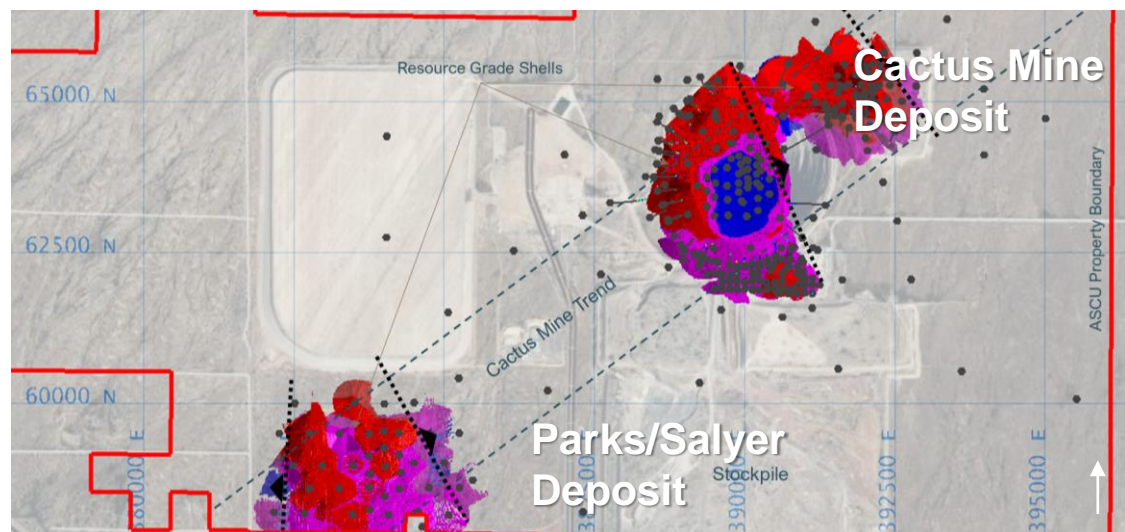 Resource Grade Shells
Cactus Mine
Deposit
65000 N
62500 N
Cactus Mine Trend
ASCU Property Boundary
60000 N
Parks/Salyer
Deposit
Stockpile
392500 E
395000 E